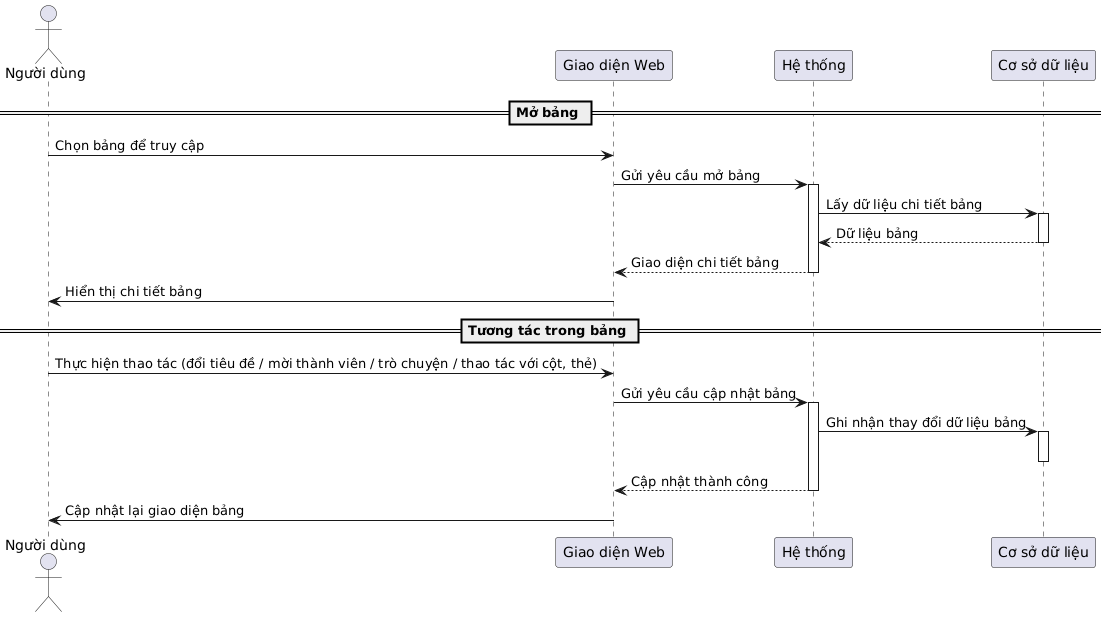 Người dùng
Giao diện Web
Hệ thống
Cơ sở dữ liệu
Mở bảng
Chọn bảng để truy cập
Gửi yêu cầu mở bảng
Lấy dữ liệu chi tiết bảng
Dữ liệu bảng
Giao diện chi tiết bảng
Hiển thị chi tiết bảng
Tương tác trong bảng
Thực hiện thao tác (đổi tiêu đề / mời thành viên / trò chuyện / thao tác với cột, thẻ)
Gửi yêu cầu cập nhật bảng
Ghi nhận thay đổi dữ liệu bảng
Cập nhật thành công
Cập nhật lại giao diện bảng
Người dùng
Giao diện Web
Hệ thống
Cơ sở dữ liệu